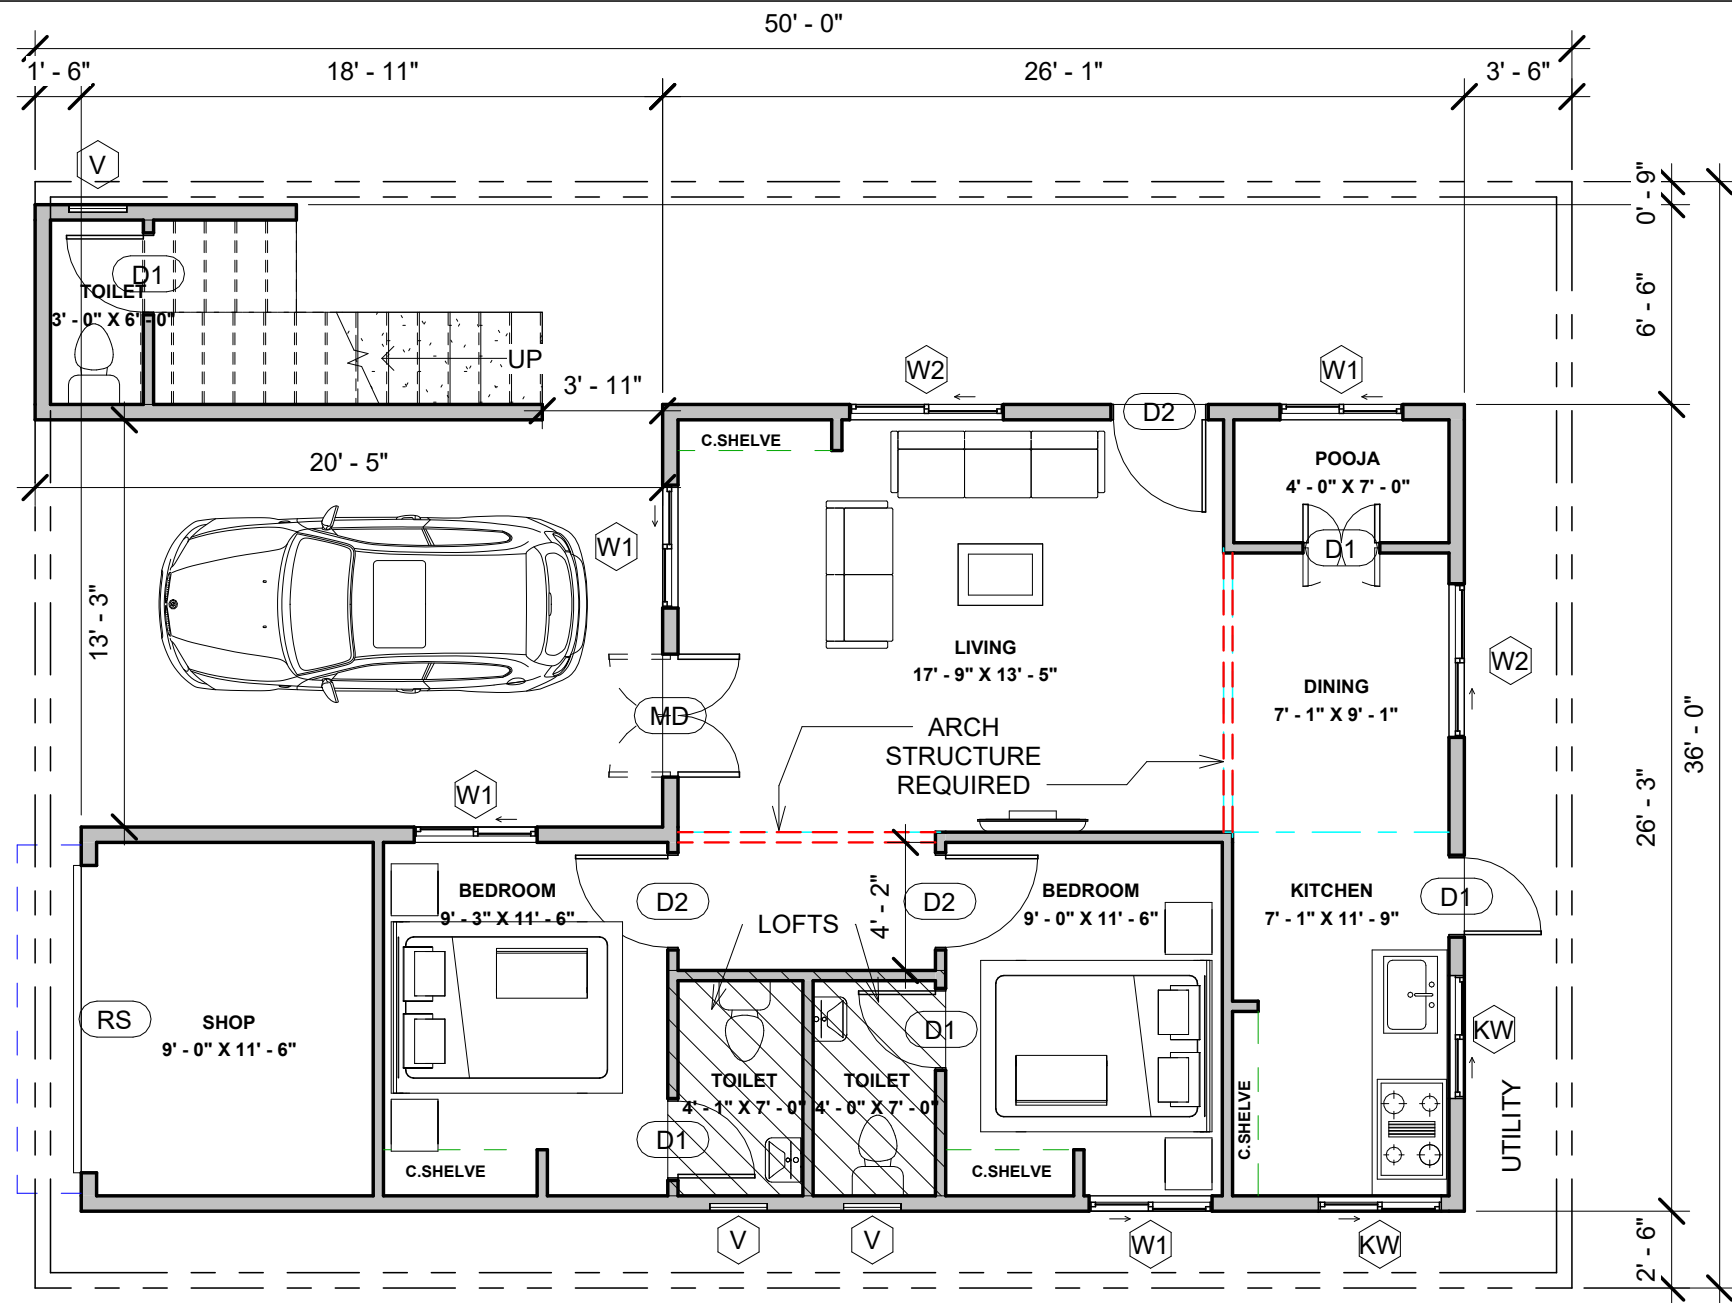 50' - 0"
1' - 6"
18' - 11"
26' - 1"
3' - 6"
V
0' - 9"
D1
TOILET
3' - 0" X 6' - 0"
6' - 6"
UP
3' - 11"
W2
D2
W1
C.SHELVE
20' - 5"
POOJA
4' - 0" X 7' - 0"
W1
D1
13' - 3"
LIVING
17' - 9" X 13' - 5"
W2
DINING
7' - 1" X 9' - 1"
MD
ARCH
STRUCTURE
REQUIRED
36' - 0"
W1
26' - 3"
BEDROOM
9' - 3" X 11' - 6"
D2
LOFTS
4' - 2"
D2
BEDROOM
9' - 0" X 11' - 6"
KITCHEN
7' - 1" X 11' - 9"
D1
RS
SHOP
9' - 0" X 11' - 6"
D1
KW
TOILET
4' - 1" X 7' - 0"
TOILET
4' - 0" X 7' - 0"
C.SHELVE
UTILITY
D1
C.SHELVE
C.SHELVE
V
V
W1
KW
2' - 6"